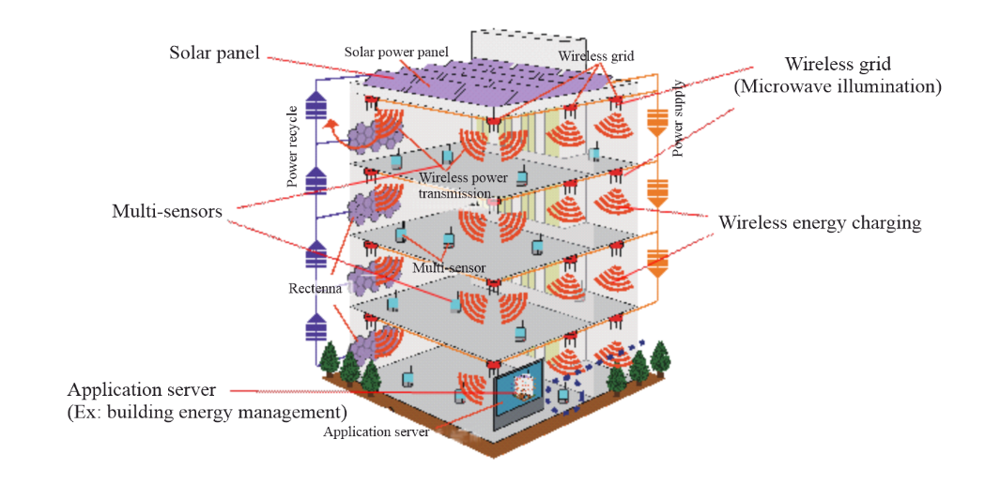 Solar panel
Solar power panel
Wireless grid
Wireless grid
(Microwave illumination)
Power recycle
Power supply
Wireless power
transmission
Multi-sensors
Wireless energy charging
Multi-sensor
Rectenna
Application server
(Ex: building energy management)
Application server